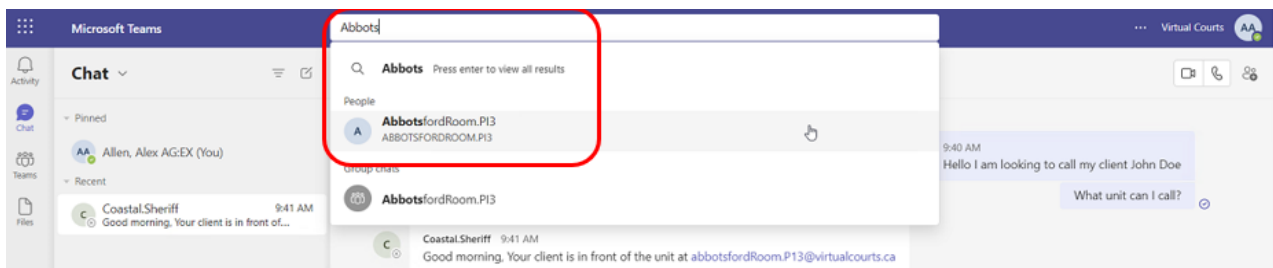 Microsoft Teams
Abbots
Virtual Courts
AA
Activity
Chat
Teams
Files
Chat
Pinned
AA Allen, Alex AG:EX (You)
Recent
C Coastal.Sheriff 9:41 AM
Good morning, Your client is in front of...
Abbots Press enter to view all results
People
A AbbotsfordRoom.PI3
ABBOTSFORDROOM.PI3
Group chats
AbbotsfordRoom.PI3
C Coastal.Sheriff 9:41 AM
Good morning, Your client is in front of the unit at abbotsfordRoom.P13@virtualcourts.ca
9:40 AM
Hello I am looking to call my client John Doe
What unit can I call?